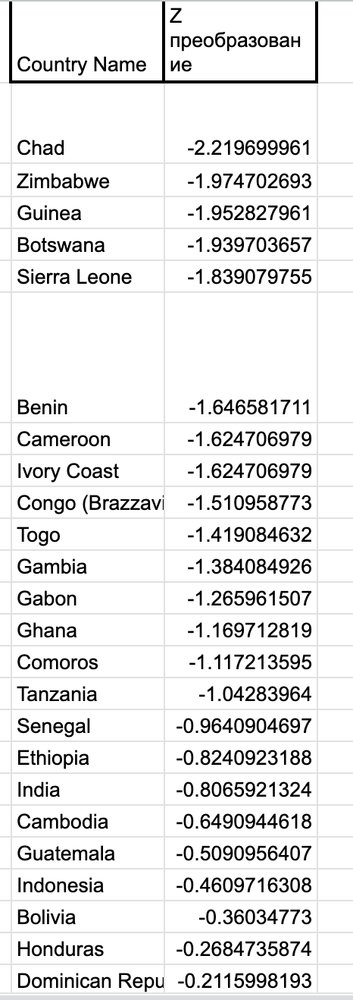 Country Name	Z
преобразован
ие
Chad	-2.219699961
Zimbabwe	-1.974702693
Guinea	-1.952827961
Botswana	-1.939703657
Sierra Leone	-1.839079755
Benin	-1.646581711
Cameroon	-1.624706979
Ivory Coast	-1.624706979
Congo (Brazzavi	-1.510958773
Togo	-1.419084632
Gambia	-1.384084926
Gabon	-1.265961507
Ghana	-1.169712819
Comoros	-1.117213595
Tanzania	-1.04283964
Senegal	-0.9640904697
Ethiopia	-0.8240923188
India	-0.8065921324
Cambodia	-0.6490944618
Guatemala	-0.5090956407
Indonesia	-0.4609716308
Bolivia	-0.36034773
Honduras	-0.2684735874
Dominican Repu	-0.2115998193